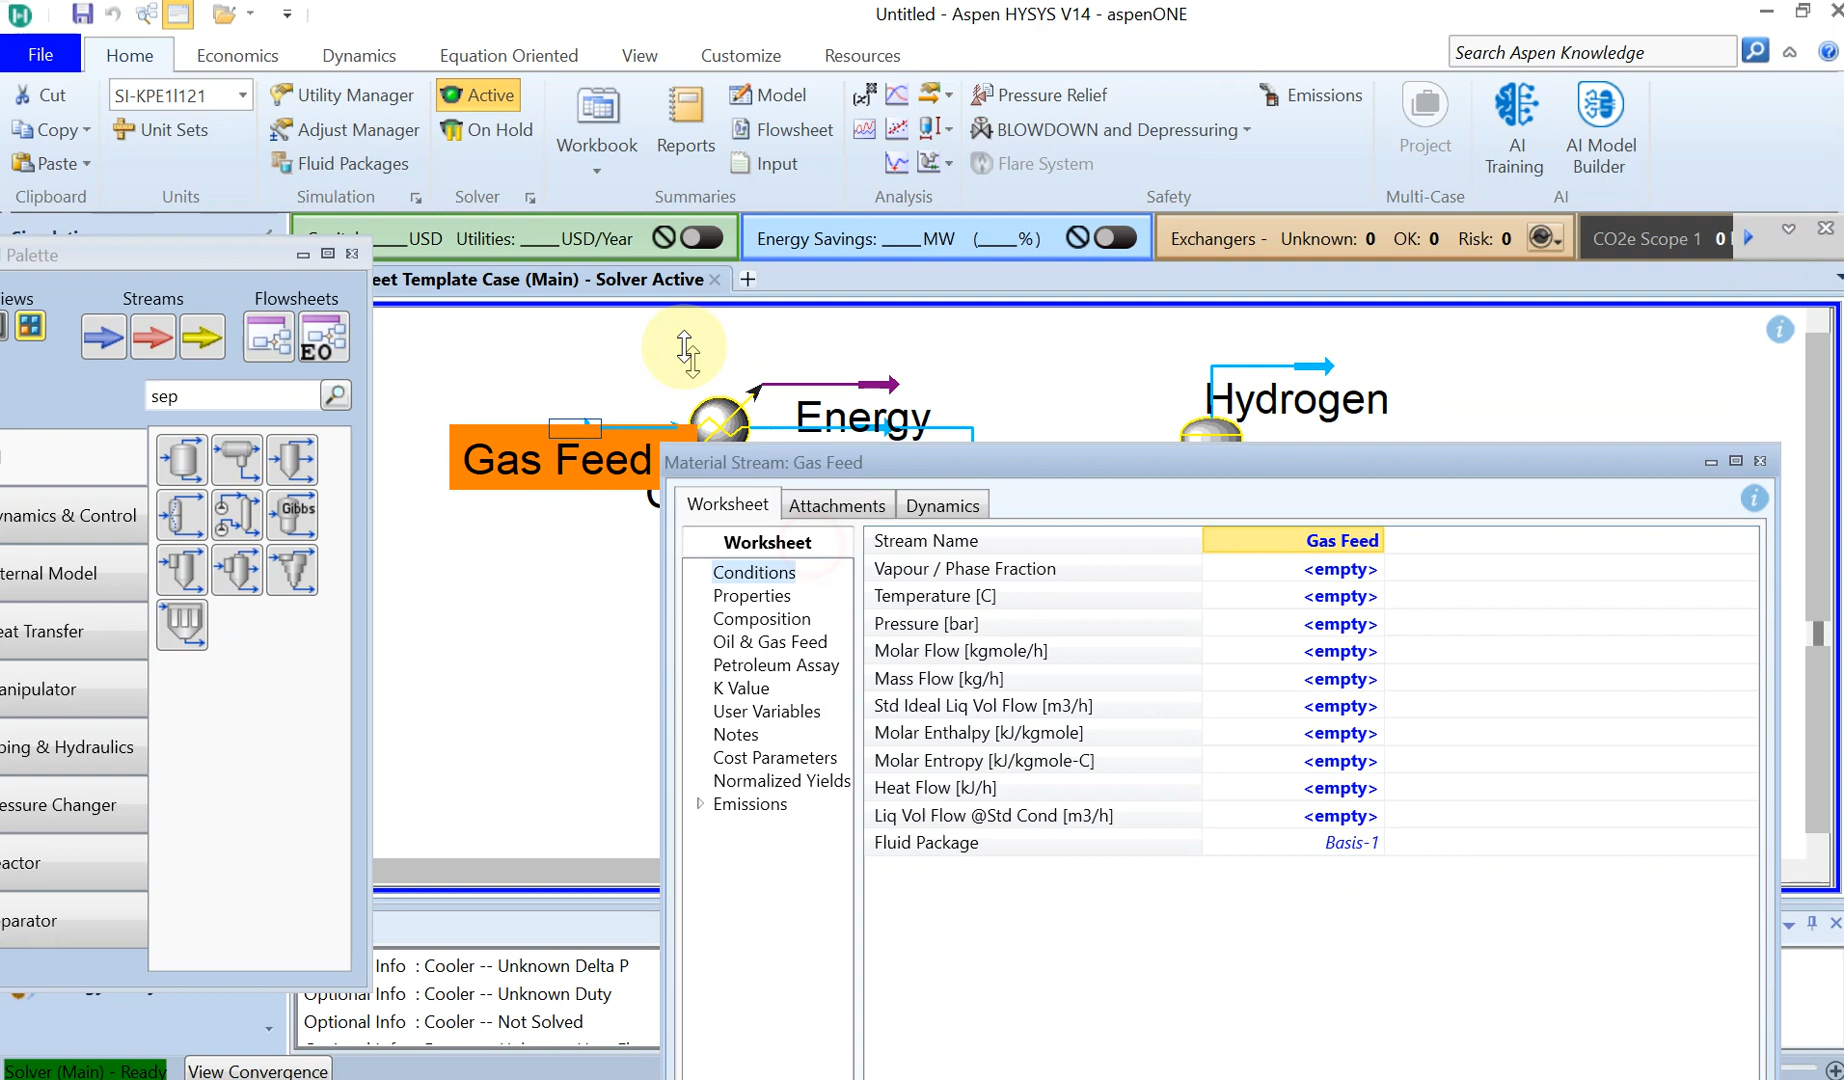 Untitled - Aspen HYSYS V14 - aspenONE
File Home Economics Dynamics Equation Oriented View Customize Resources Search Aspen Knowledge
Cut SI-KPE1I121 Utility Manager Active Model Pressure Relief Emissions
Copy Unit Sets Adjust Manager On Hold Workbook Reports Flowsheet BLOWDOWN and Depressuring Project AI Training AI Model Builder
Paste Fluid Packages Input Flare System
Clipboard Units Simulation Solver Summaries Analysis Safety Multi-Case AI
____USD Utilities: ____USD/Year Energy Savings: ____MW (____%) Exchangers - Unknown: 0 OK: 0 Risk: 0 CO2e Scope 1 0
Palette
eet Template Case (Main) - Solver Active
iews Streams Flowsheets
EO
sep
Gibbs
ynamics & Control
ternal Model
eat Transfer
anipulator
ping & Hydraulics
essure Changer
actor
parator
Hydrogen
Energy
Gas Feed
Material Stream: Gas Feed
Worksheet Attachments Dynamics
Worksheet
Conditions
Properties
Composition
Oil & Gas Feed
Petroleum Assay
K Value
User Variables
Notes
Cost Parameters
Normalized Yields
Emissions
Stream Name Gas Feed
Vapour / Phase Fraction <empty>
Temperature [C] <empty>
Pressure [bar] <empty>
Molar Flow [kgmole/h] <empty>
Mass Flow [kg/h] <empty>
Std Ideal Liq Vol Flow [m3/h] <empty>
Molar Enthalpy [kJ/kgmole] <empty>
Molar Entropy [kJ/kgmole-C] <empty>
Heat Flow [kJ/h] <empty>
Liq Vol Flow @Std Cond [m3/h] <empty>
Fluid Package Basis-1
Info : Cooler -- Unknown Delta P
Optional Info : Cooler -- Unknown Duty
Optional Info : Cooler -- Not Solved
Solver (Main) - Ready View Convergence